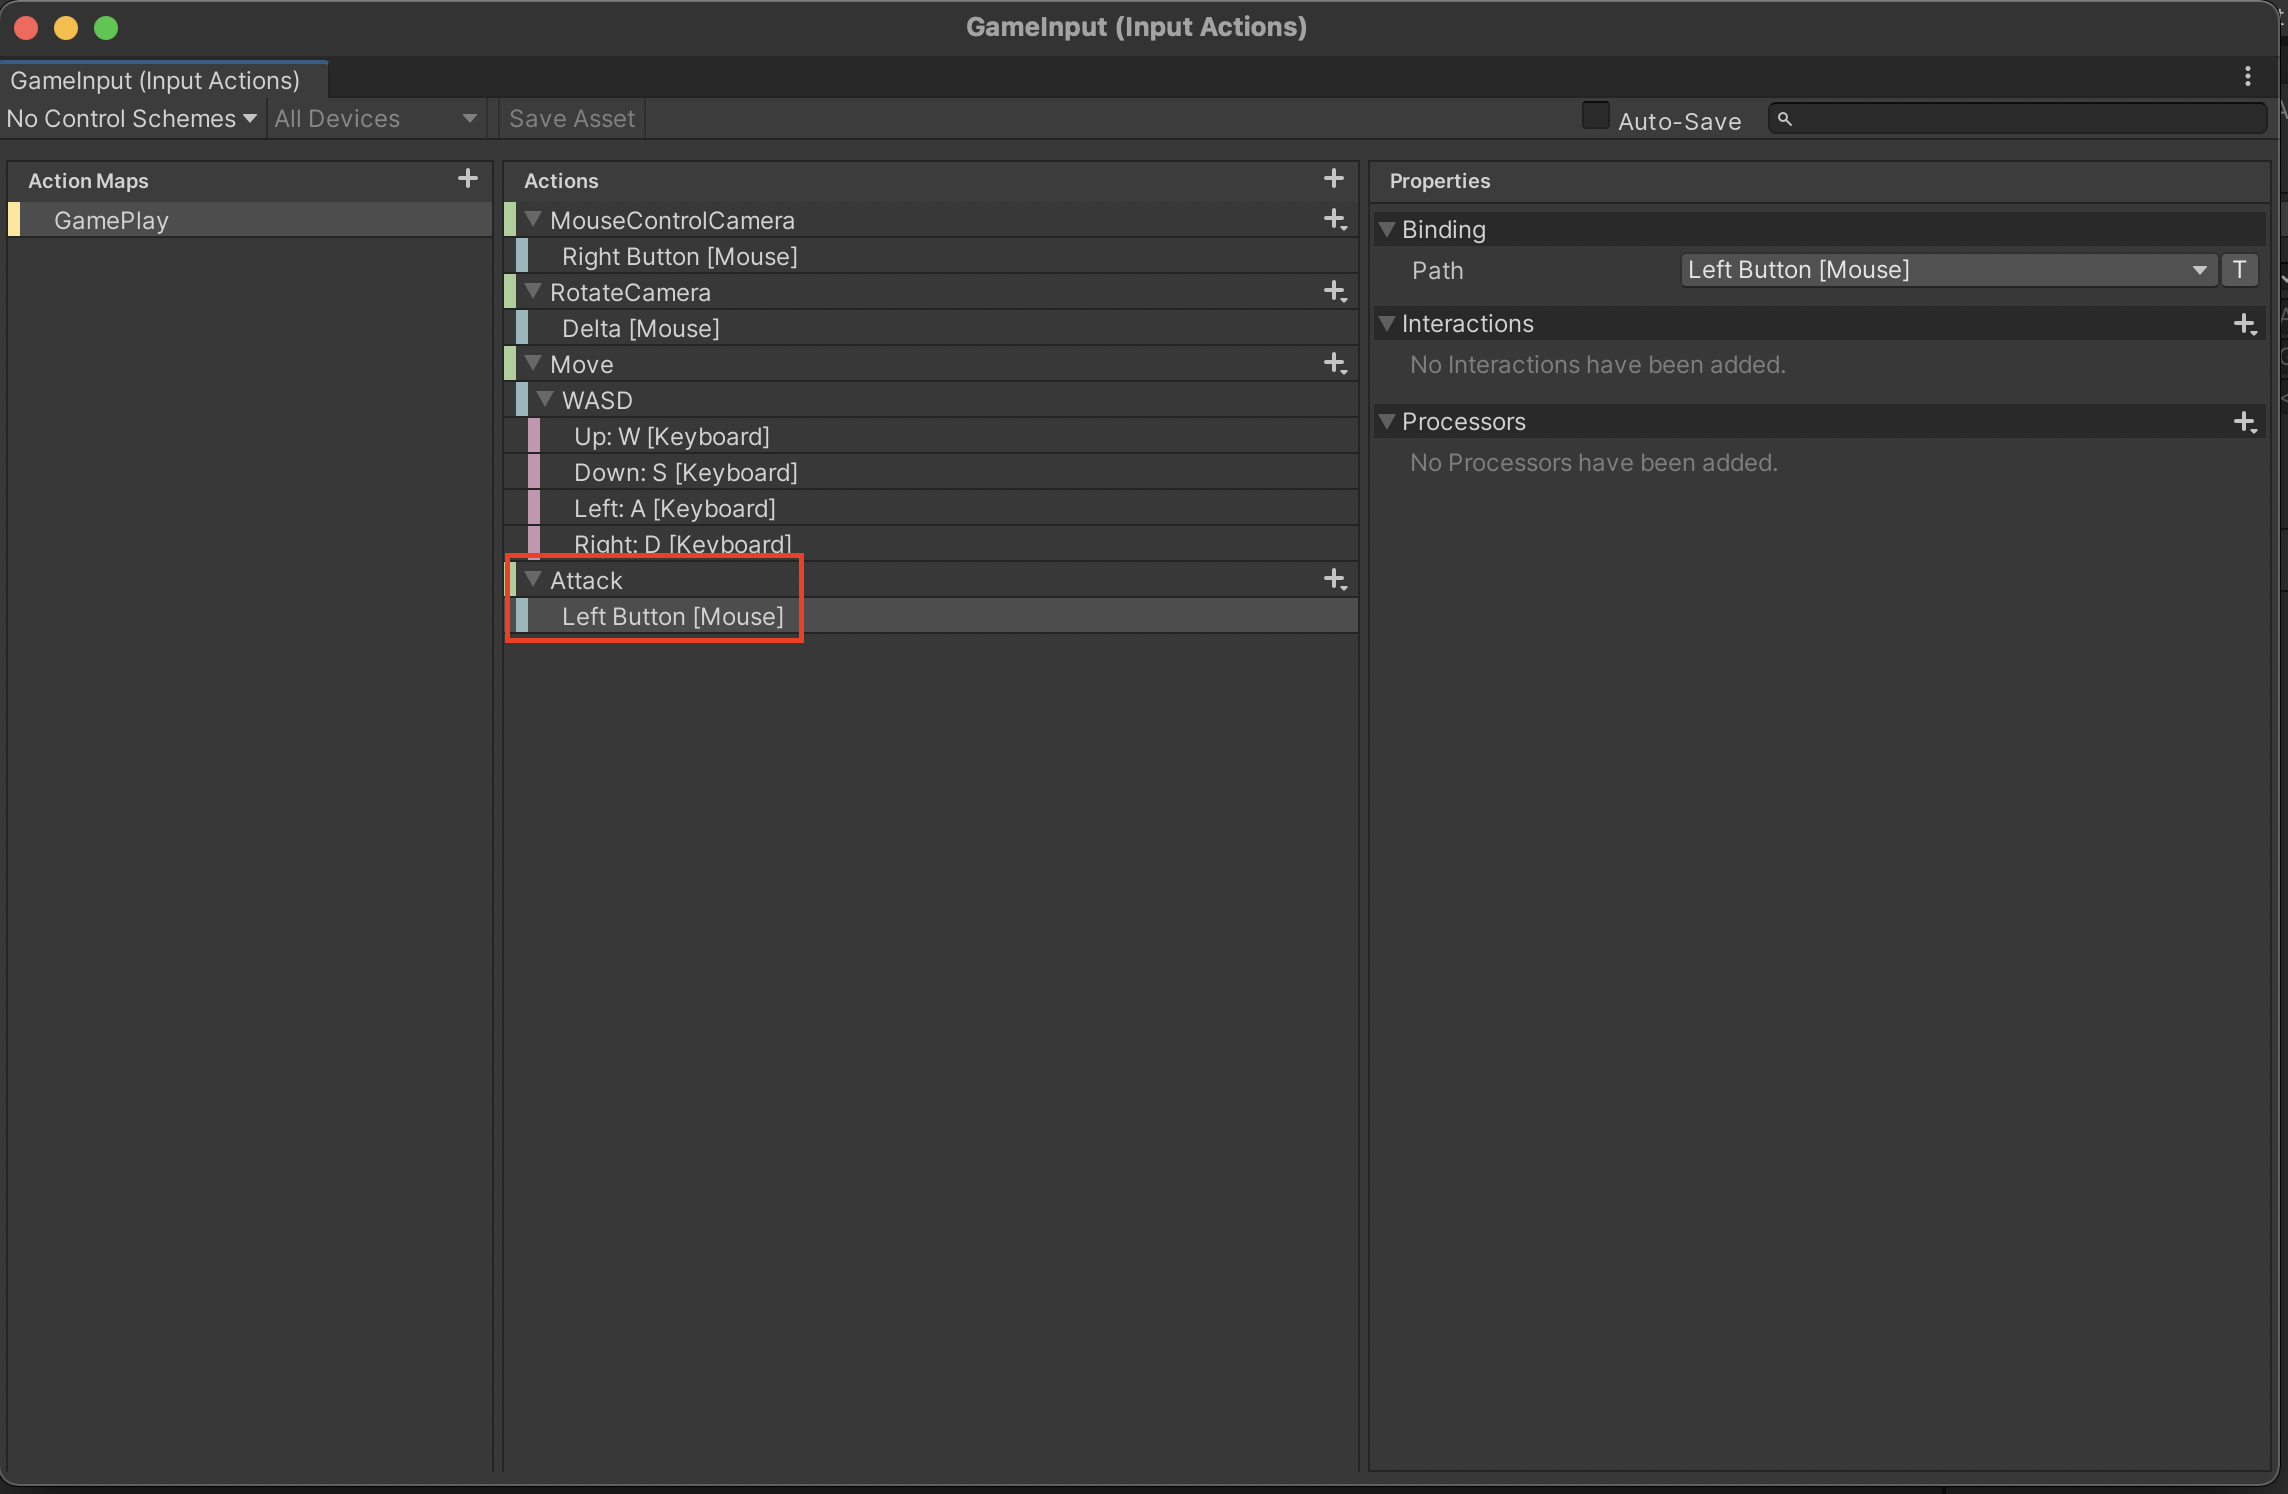 GameInput (Input Actions)
GameInput (Input Actions)
No Control Schemes All Devices Save Asset Auto-Save
Action Maps
GamePlay
Actions
MouseControlCamera
Right Button [Mouse]
RotateCamera
Delta [Mouse]
Move
WASD
Up: W [Keyboard]
Down: S [Keyboard]
Left: A [Keyboard]
Right: D [Keyboard]
Attack
Left Button [Mouse]
Properties
Binding
Path Left Button [Mouse] T
Interactions
No Interactions have been added.
Processors
No Processors have been added.